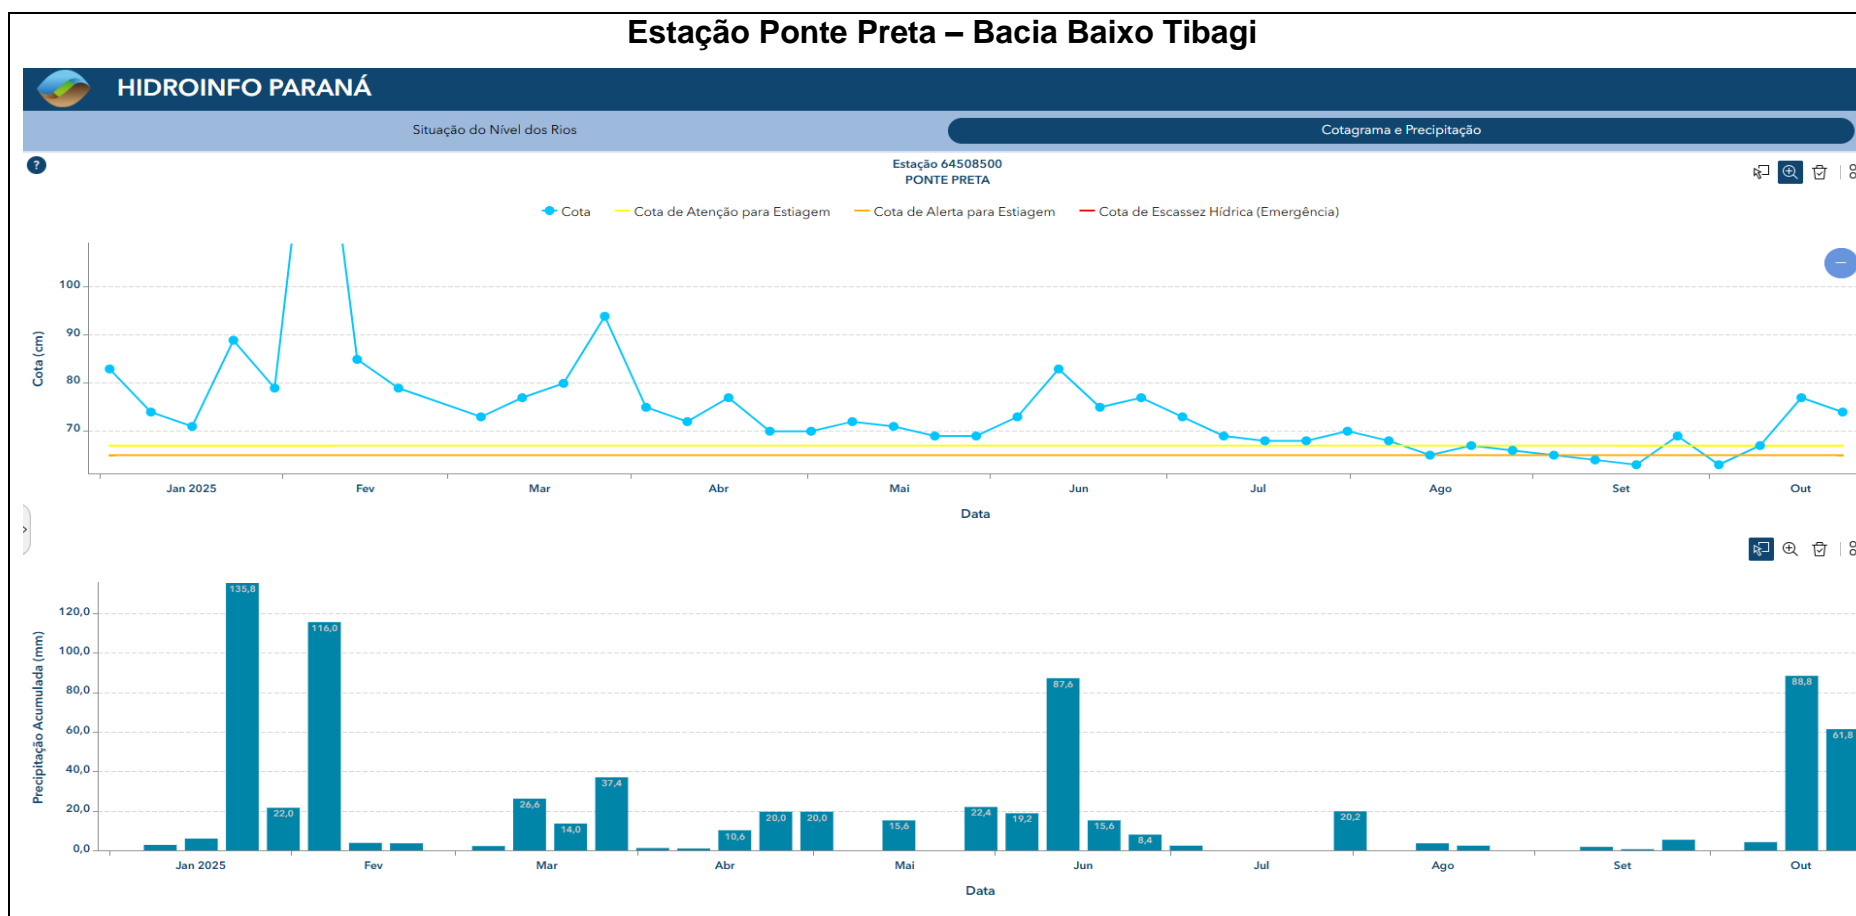 Estação Ponte Preta – Bacia Baixo Tibagi
HIDROINFO PARANÁ
Situação do Nível dos Rios
Cotagrama e Precipitação
?
Estação 64508500
PONTE PRETA
Cota
Cota de Atenção para Estiagem
Cota de Alerta para Estiagem
Cota de Escassez Hídrica (Emergência)
Cota (cm)
100
90
80
70
Jan 2025 Fev Mar Abr Mai Jun Jul Ago Set Out
Data
Precipitação Acumulada (mm)
120,0
100,0
80,0
60,0
40,0
20,0
0,0
135,8
22,0
116,0
26,6
14,0
37,4
10,6
20,0
20,0
15,6
22,4
19,2
87,6
15,6
8,4
20,2
88,8
61,8
Jan 2025 Fev Mar Abr Mai Jun Jul Ago Set Out
Data